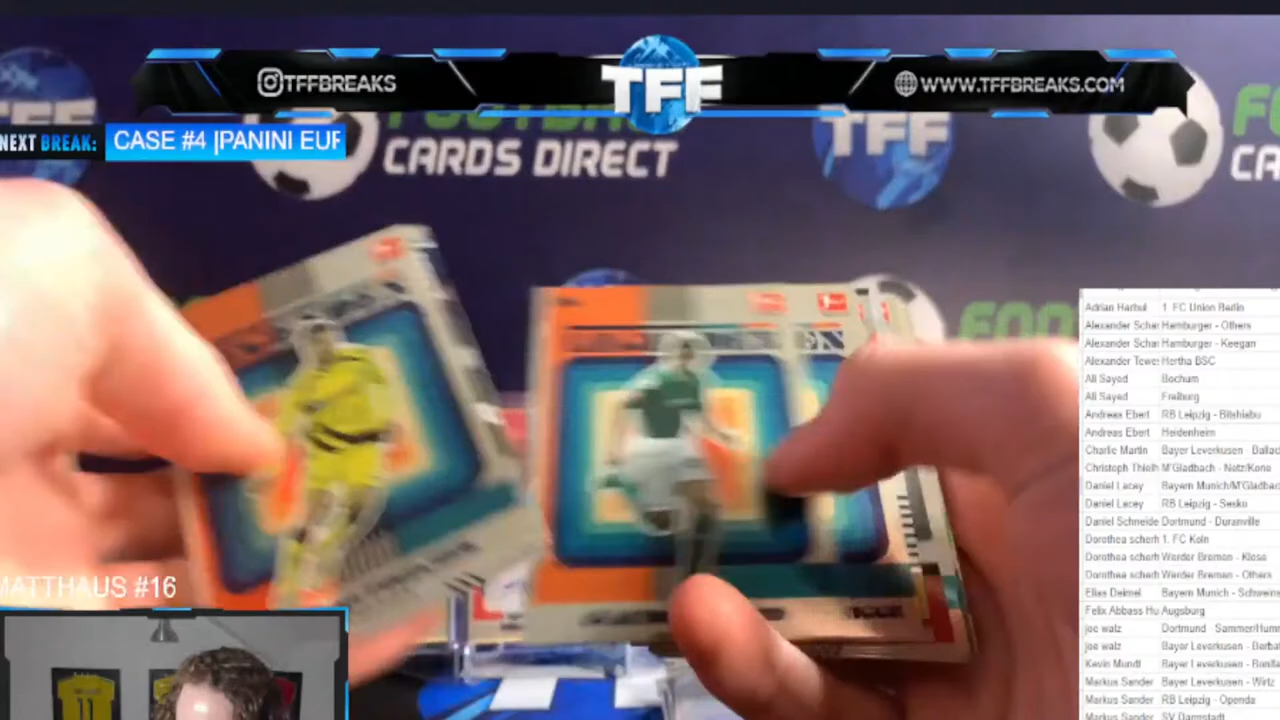 TFFBREAKS
TFF
WWW.TFFBREAKS.COM
NEXT BREAK:
CASE #4 |PANINI EUF
CARDS DIRECT
TFF
CA
MATTHAUS #16
11
Adrian Harbul 1. FC Union Berlin
Alexander Schar Hamburger - Others
Alexander Schar Hamburger - Keegan
Alexander Tewes Hertha BSC
Ali Sayed Bochum
Ali Sayed Freiburg
Andreas Ebert RB Leipzig - Bitshiabu
Andreas Ebert Heidenheim
Charlie Martin Bayer Leverkusen - Ballac
Christoph Thielh M'Gladbach - Netz/Kone
Daniel Lacey Bayern Munich/M'Gladbac
Daniel Lacey RB Leipzig - Sesko
Daniel Schneide Dortmund - Duranville
Dorothea scherh 1. FC Koln
Dorothea scherh Werder Bremen - Klose
Dorothea scherh Werder Bremen - Others
Elias Deimel Bayern Munich - Schweins
Felix Abbass Hu Augsburg
joe walz Dortmund - Sammer/Humm
joe walz Bayer Leverkusen - Berbat
Kevin Mundt Bayer Leverkusen - Bonifa
Markus Sander Bayer Leverkusen - Wirtz
Markus Sander RB Leipzig - Openda
Markus Sander SV Darmstadt